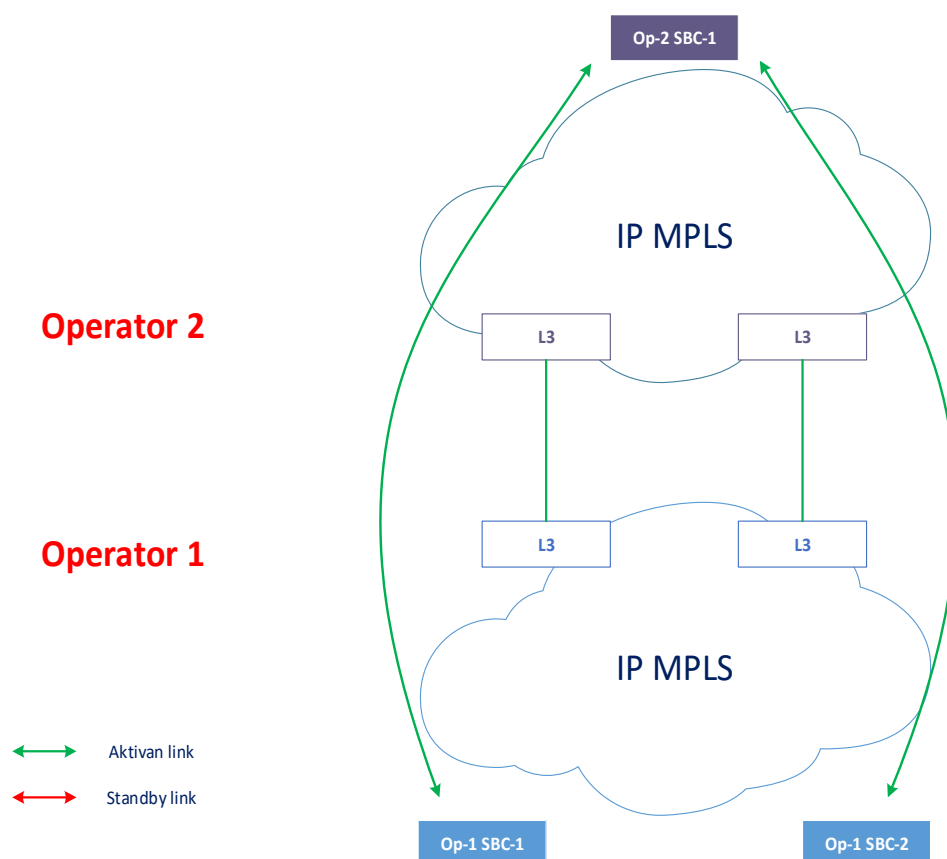 Op-2 SBC-1
IP MPLS
Operator 2
L3
L3
Operator 1
L3
L3
IP MPLS
Aktivan link
Standby link
Op-1 SBC-1
Op-1 SBC-2